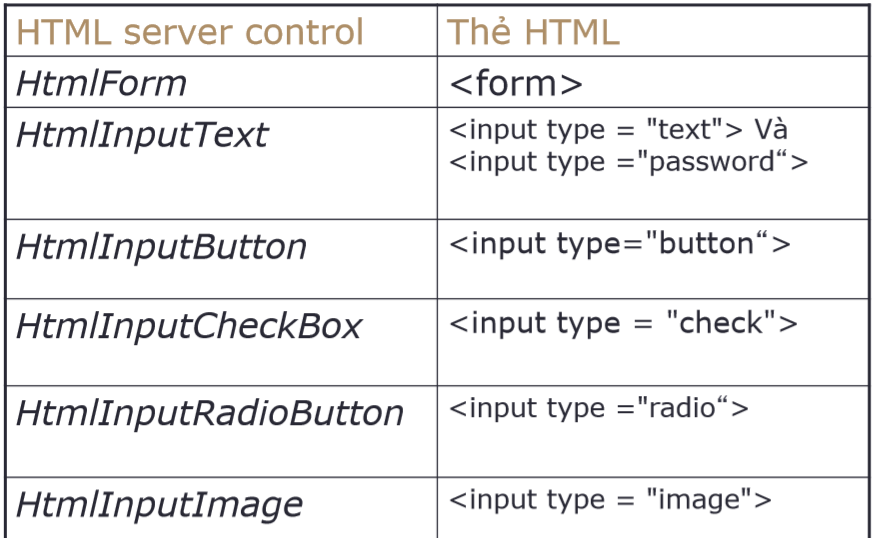 HTML server control
Thẻ HTML
HtmlForm
<form>
HtmlInputText
<input type = "text"> Và
<input type ="password“>
HtmlInputButton
<input type="button“>
HtmlInputCheckBox
<input type = "check">
HtmlInputRadioButton
<input type ="radio“>
HtmlInputImage
<input type = "image">